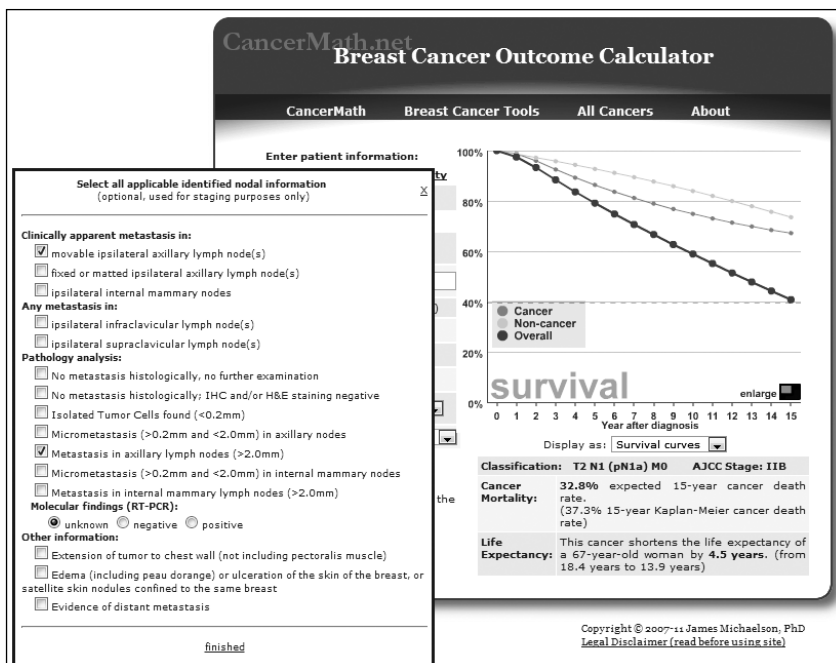 CancerMath.net
Breast Cancer Outcome Calculator
CancerMath
Breast Cancer Tools
All Cancers
About
Enter patient information:
Select all applicable identified nodal information
(optional, used for staging purposes only)
X
Clinically apparent metastasis in:
movable ipsilateral axillary lymph node(s)
fixed or matted ipsilateral axillary lymph node(s)
ipsilateral internal mammary nodes
Any metastasis in:
ipsilateral infraclavicular lymph node(s)
ipsilateral supraclavicular lymph node(s)
Pathology analysis:
No metastasis histologically, no further examination
No metastasis histologically; IHC and/or H&E staining negative
Isolated Tumor Cells found (<0.2mm)
Micrometastasis (>0.2mm and <2.0mm) in axillary nodes
Metastasis in axillary lymph nodes (>2.0mm)
Micrometastasis (>0.2mm and <2.0mm) in internal mammary nodes
Metastasis in internal mammary lymph nodes (>2.0mm)
Molecular findings (RT-PCR):
unknown negative positive
Other information:
Extension of tumor to chest wall (not including pectoralis muscle)
Edema (including peau dorange) or ulceration of the skin of the breast, or
satellite skin nodules confined to the same breast
Evidence of distant metastasis
finished
the
100%
80%
60%
40%
20%
0%
Cancer
Non-cancer
Overall
survival
enlarge
0 1 2 3 4 5 6 7 8 9 10 11 12 13 14 15
Year after diagnosis
Display as: Survival curves
Classification: T2 N1 (pN1a) M0 AJCC Stage: IIB
Cancer Mortality:
32.8% expected 15-year cancer death
rate.
(37.3% 15-year Kaplan-Meier cancer death
rate)
Life Expectancy:
This cancer shortens the life expectancy of
a 67-year-old woman by 4.5 years. (from
18.4 years to 13.9 years)
Copyright © 2007-11 James Michaelson, PhD
Legal Disclaimer (read before using site)